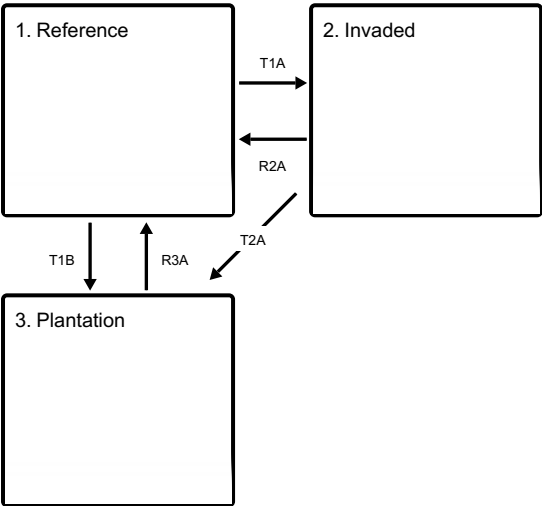 1. Reference
2. Invaded
T1A
R2A
T2A
T1B
R3A
3. Plantation